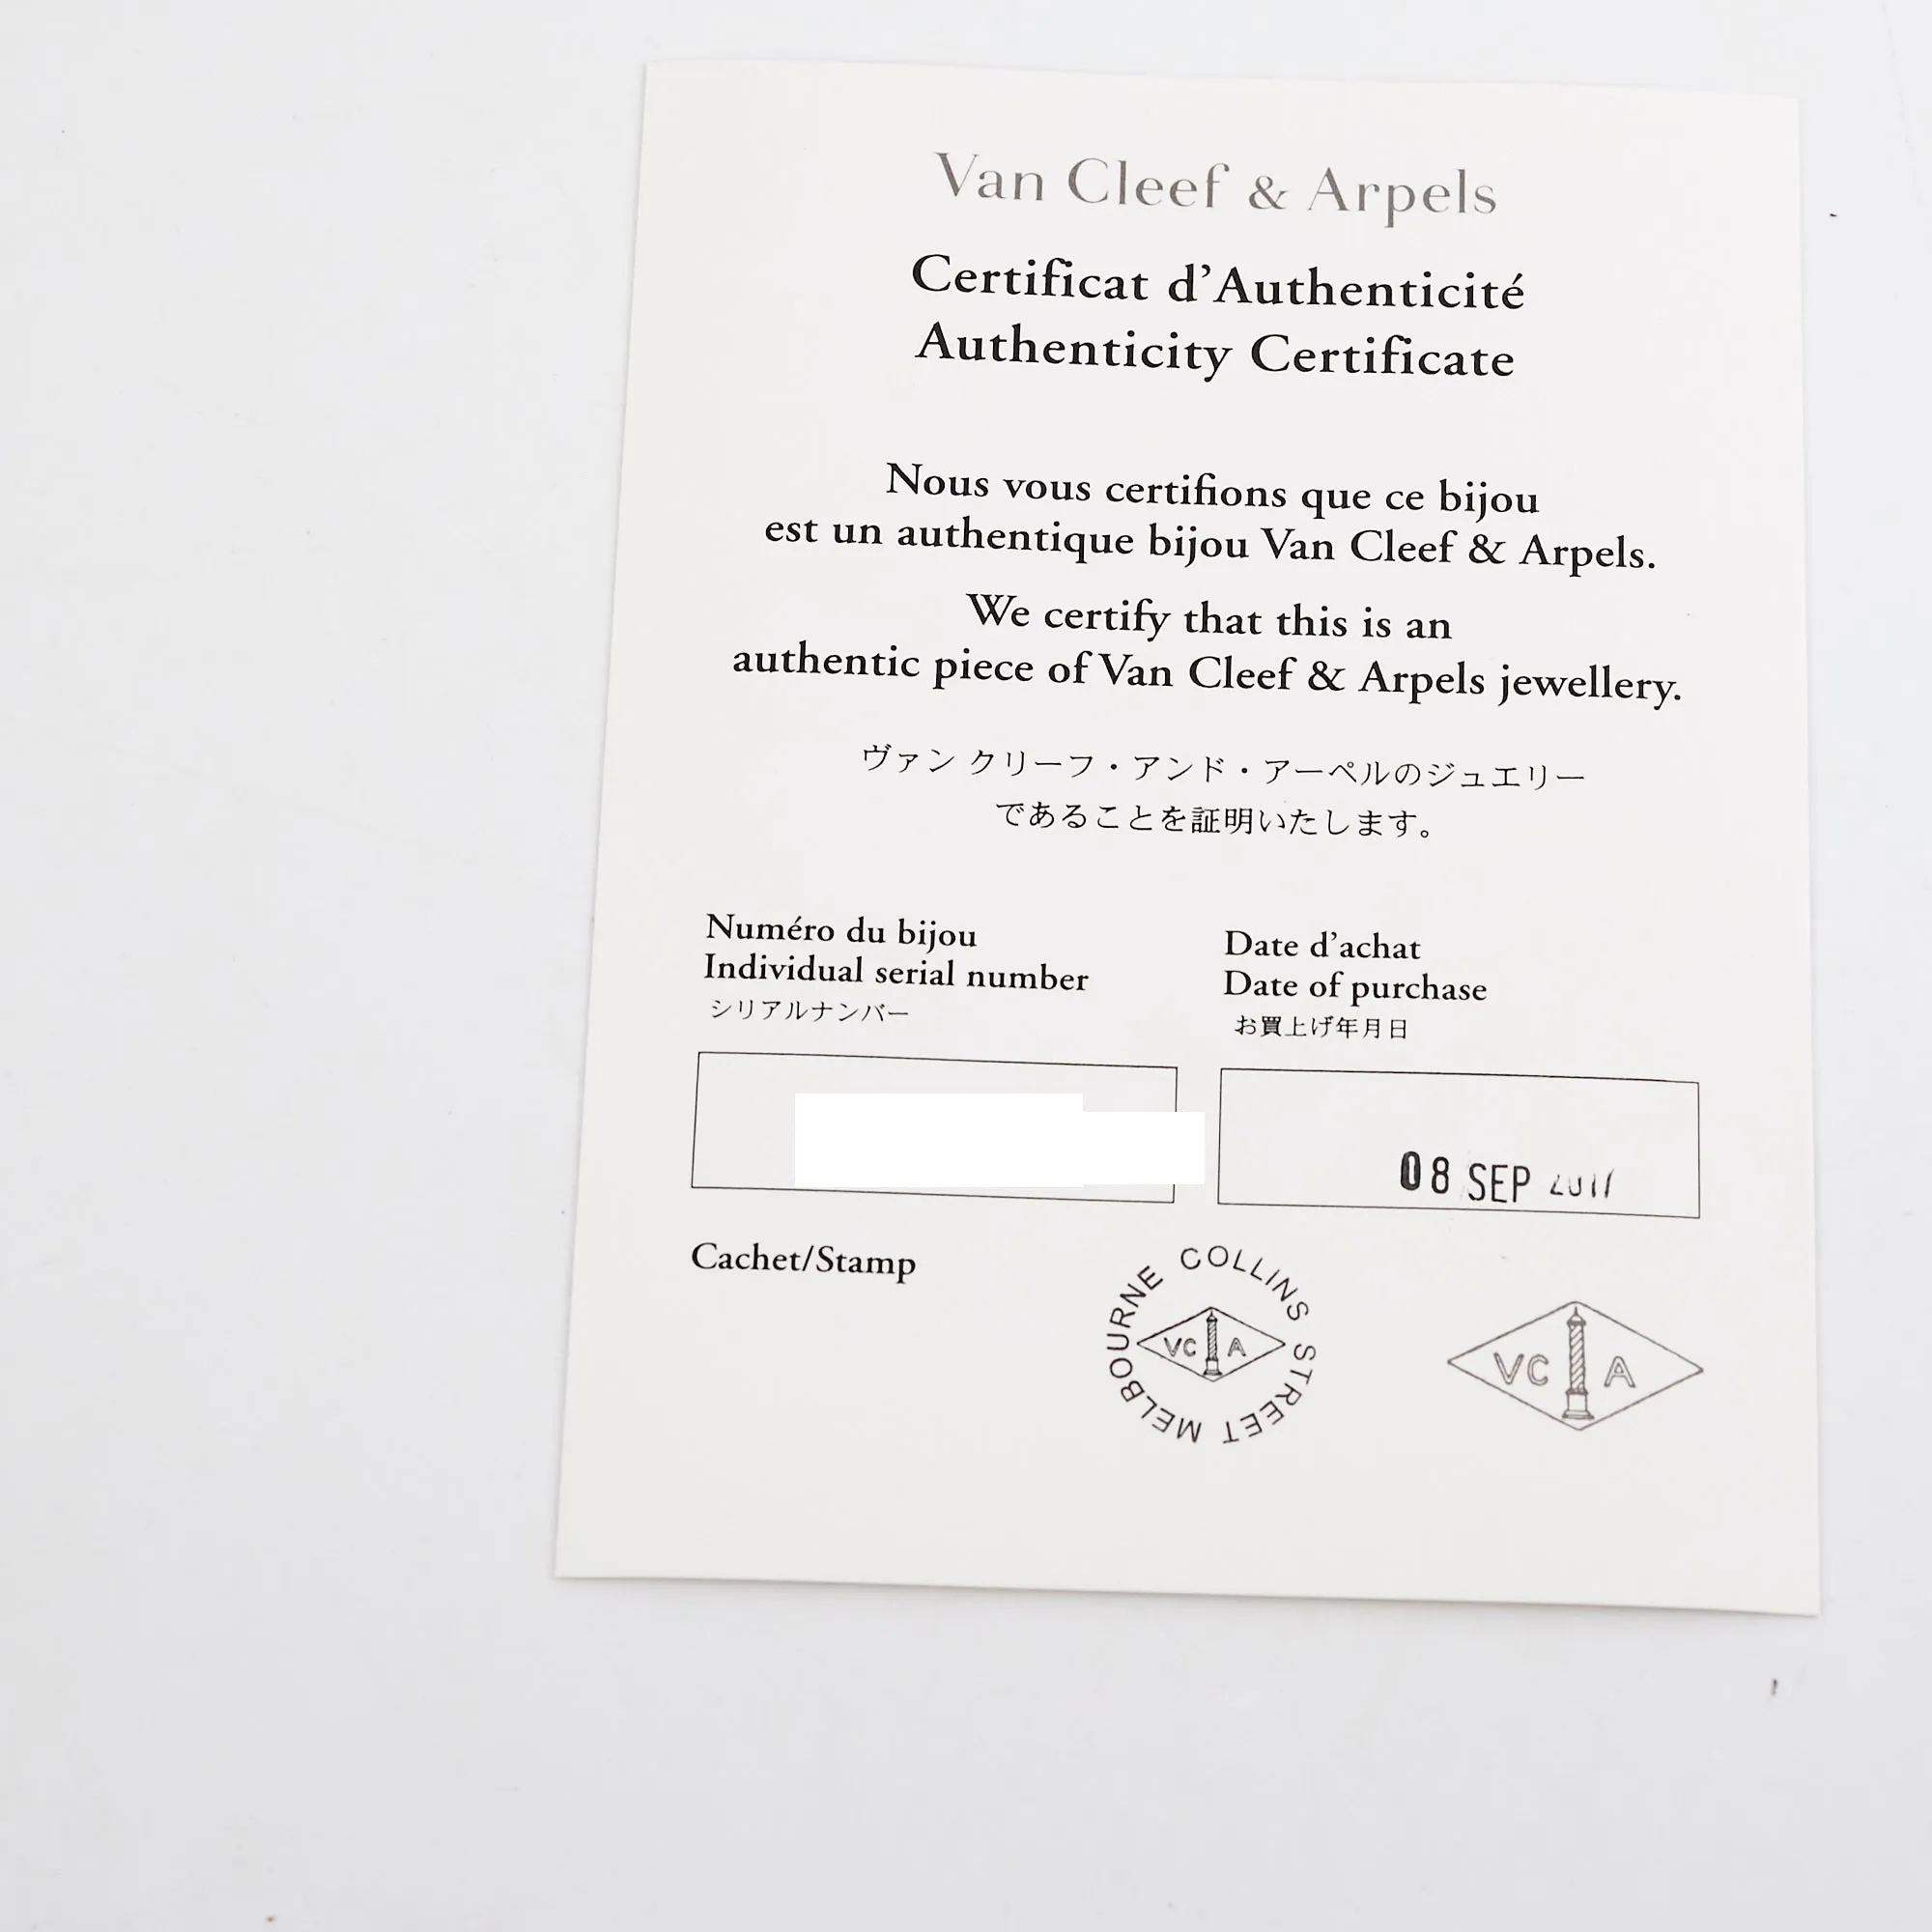 Van Cleef & Arpels
Certificat d'Authenticité
Authenticity Certificate
Nous vous certifions que ce bijou
est un authentique bijou Van Cleef & Arpels.
We certify that this is an
authentic piece of Van Cleef & Arpels jewellery.
ヴァン クリーフ・アンド・アーペルのジュエリー
であることを証明いたします。
Numéro du bijou
Individual serial number
シリアルナンバー
Date d'achat
Date of purchase
お買上げ年月日
08 SEP
Cachet/Stamp
MELBOURNE COLLINS STREET
VC A
VC A